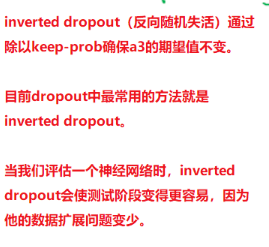 inverted dropout（反向随机失活）通过
除以keep-prob确保a3的期望值不变。
目前dropout中最常用的方法就是
inverted dropout。
当我们评估一个神经网络时，inverted
dropout会使测试阶段变得更容易，因为
他的数据扩展问题变少。